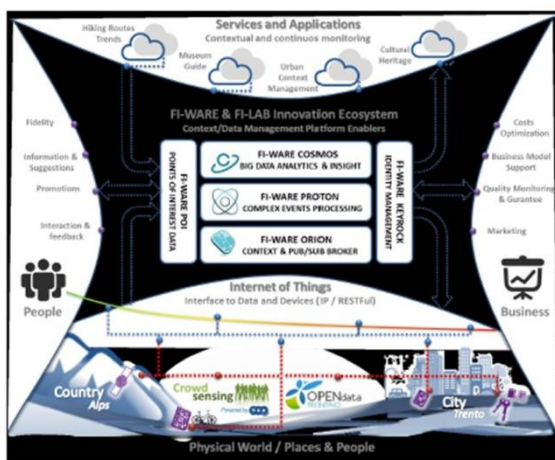 Services and Applications
Contextual and continuos monitoring
Hiking Routes
Trends
Museum
Guide
Urban
Context
Management
Cultural
Heritage
FI-WARE & FI-LAB Innovation Ecosystem
Context/Data Management Platform Enablers
Fidelity
Information &
Suggestions
Promotions
Interaction &
feedback
People
FI-WARE POI
POINTS OF INTEREST DATA
FI-WARE COSMOS
BIG DATA ANALYTICS & INSIGHT
FI-WARE PROTON
COMPLEX EVENTS PROCESSING
FI-WARE ORION
CONTEXT & PUB/SUB BROKER
FI-WARE KEYROCK
IDENTITY MANAGEMENT
Costs
Optimization
Business Model
Support
Quality Monitoring
& Gurantee
Marketing
Business
Internet of Things
Interface to Data and Devices (IP / RESTFul)
Country
Alps
Crowd
sensing
Powered by
OPENdata
TRENTINO
City
Trento
Physical World / Places & People